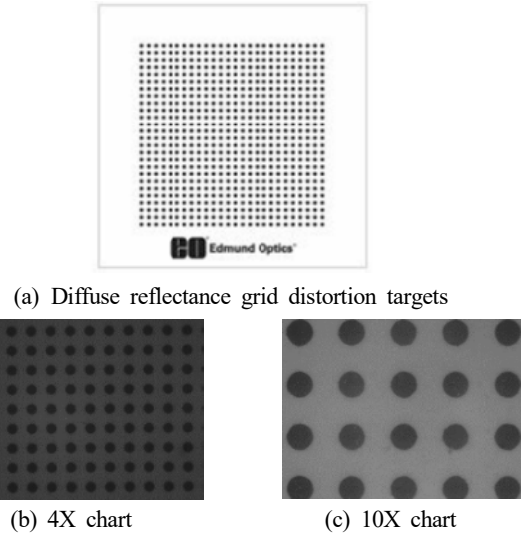 EO Edmund Optics
(a) Diffuse reflectance grid distortion targets
(b) 4X chart
(c) 10X chart